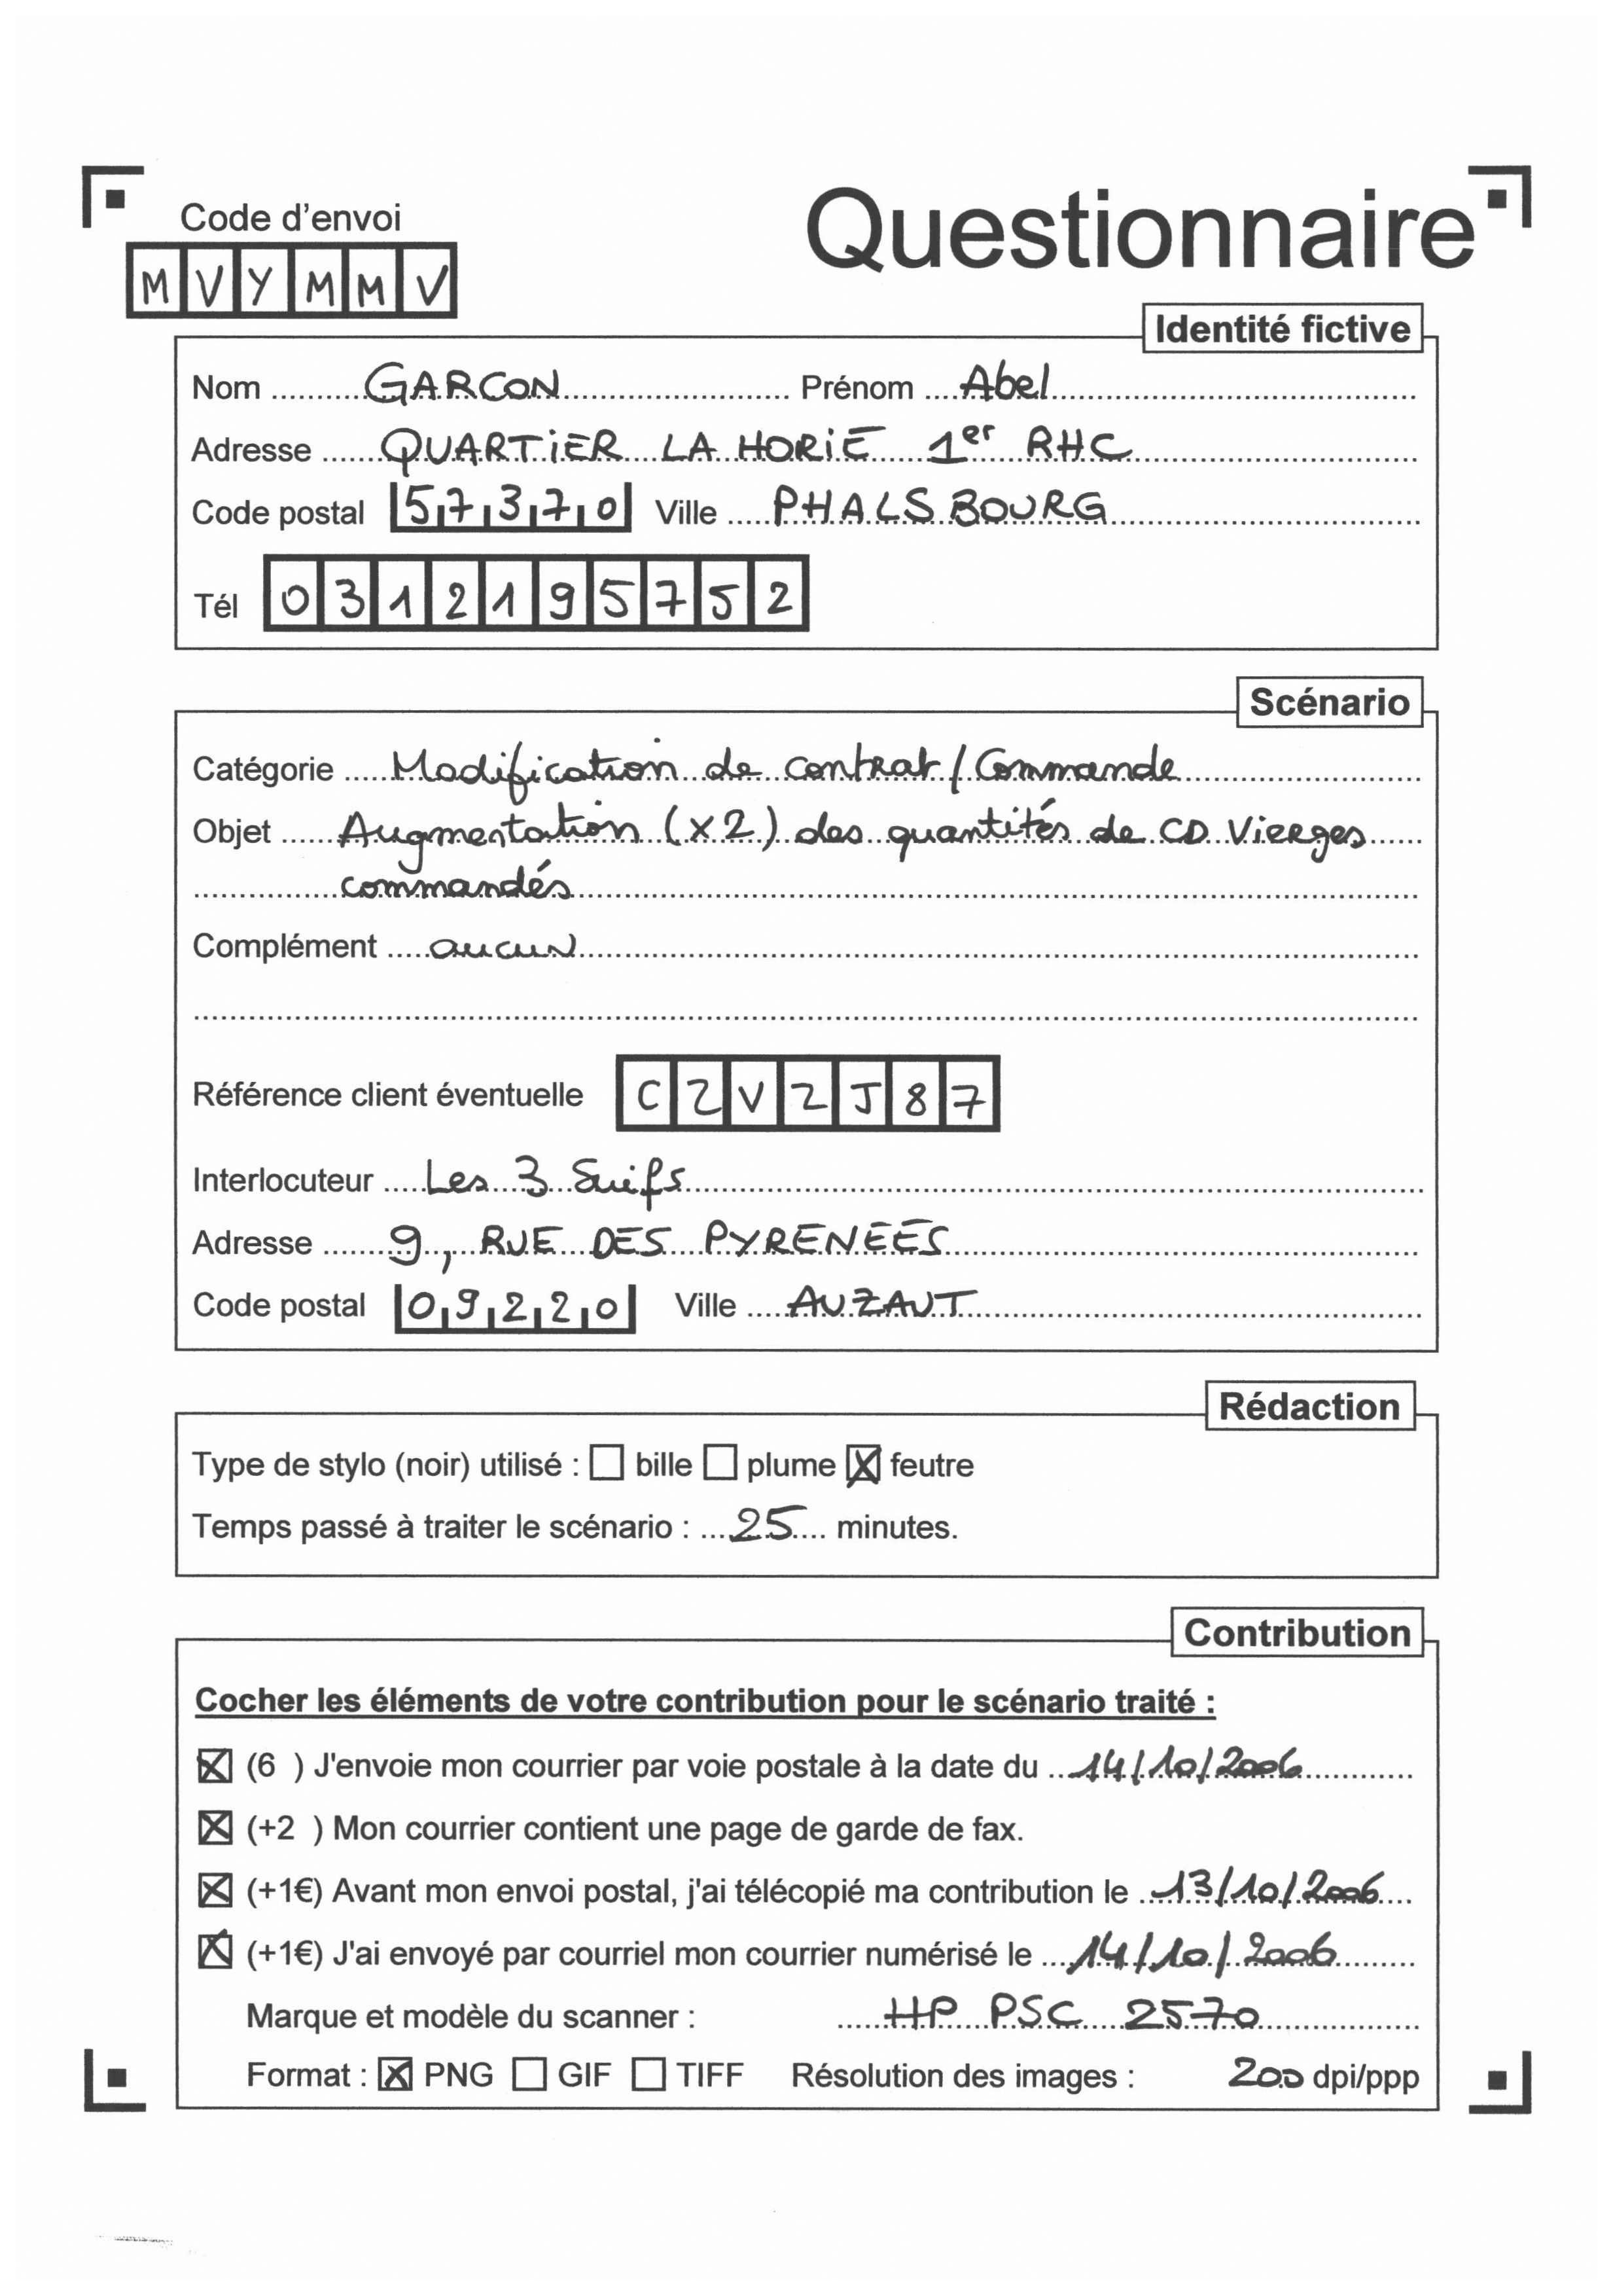 Code d'envoi
Questionnaire
MVYMMV
Identité fictive
Nom GARCON Prénom Abel
Adresse QUARTIER LA HORIE 1er RHC
Code postal 57370 Ville PHALSBOURG
Tél 0312195752
Scénario
Catégorie Modification de contrat / Commande
Objet Augmentation (x2) des quantités de CD Vierges
commandés
Complément aucun
Référence client éventuelle CZV2J87
Interlocuteur Les 3 Suifs
Adresse 9, RUE DES PYRENEES
Code postal 09220 Ville AUZAUT
Rédaction
Type de stylo (noir) utilisé : ☐ bille ☐ plume ☒ feutre
Temps passé à traiter le scénario : 25 minutes.
Contribution
Cocher les éléments de votre contribution pour le scénario traité :
☒ (6 ) J'envoie mon courrier par voie postale à la date du 14/10/2006
☒ (+2 ) Mon courrier contient une page de garde de fax.
☒ (+1€) Avant mon envoi postal, j'ai télécopié ma contribution le 13/10/2006
☒ (+1€) J'ai envoyé par courriel mon courrier numérisé le 14/10/2006
Marque et modèle du scanner : HP PSC 2570
Format : ☒ PNG ☐ GIF ☐ TIFF Résolution des images : 200 dpi/ppp